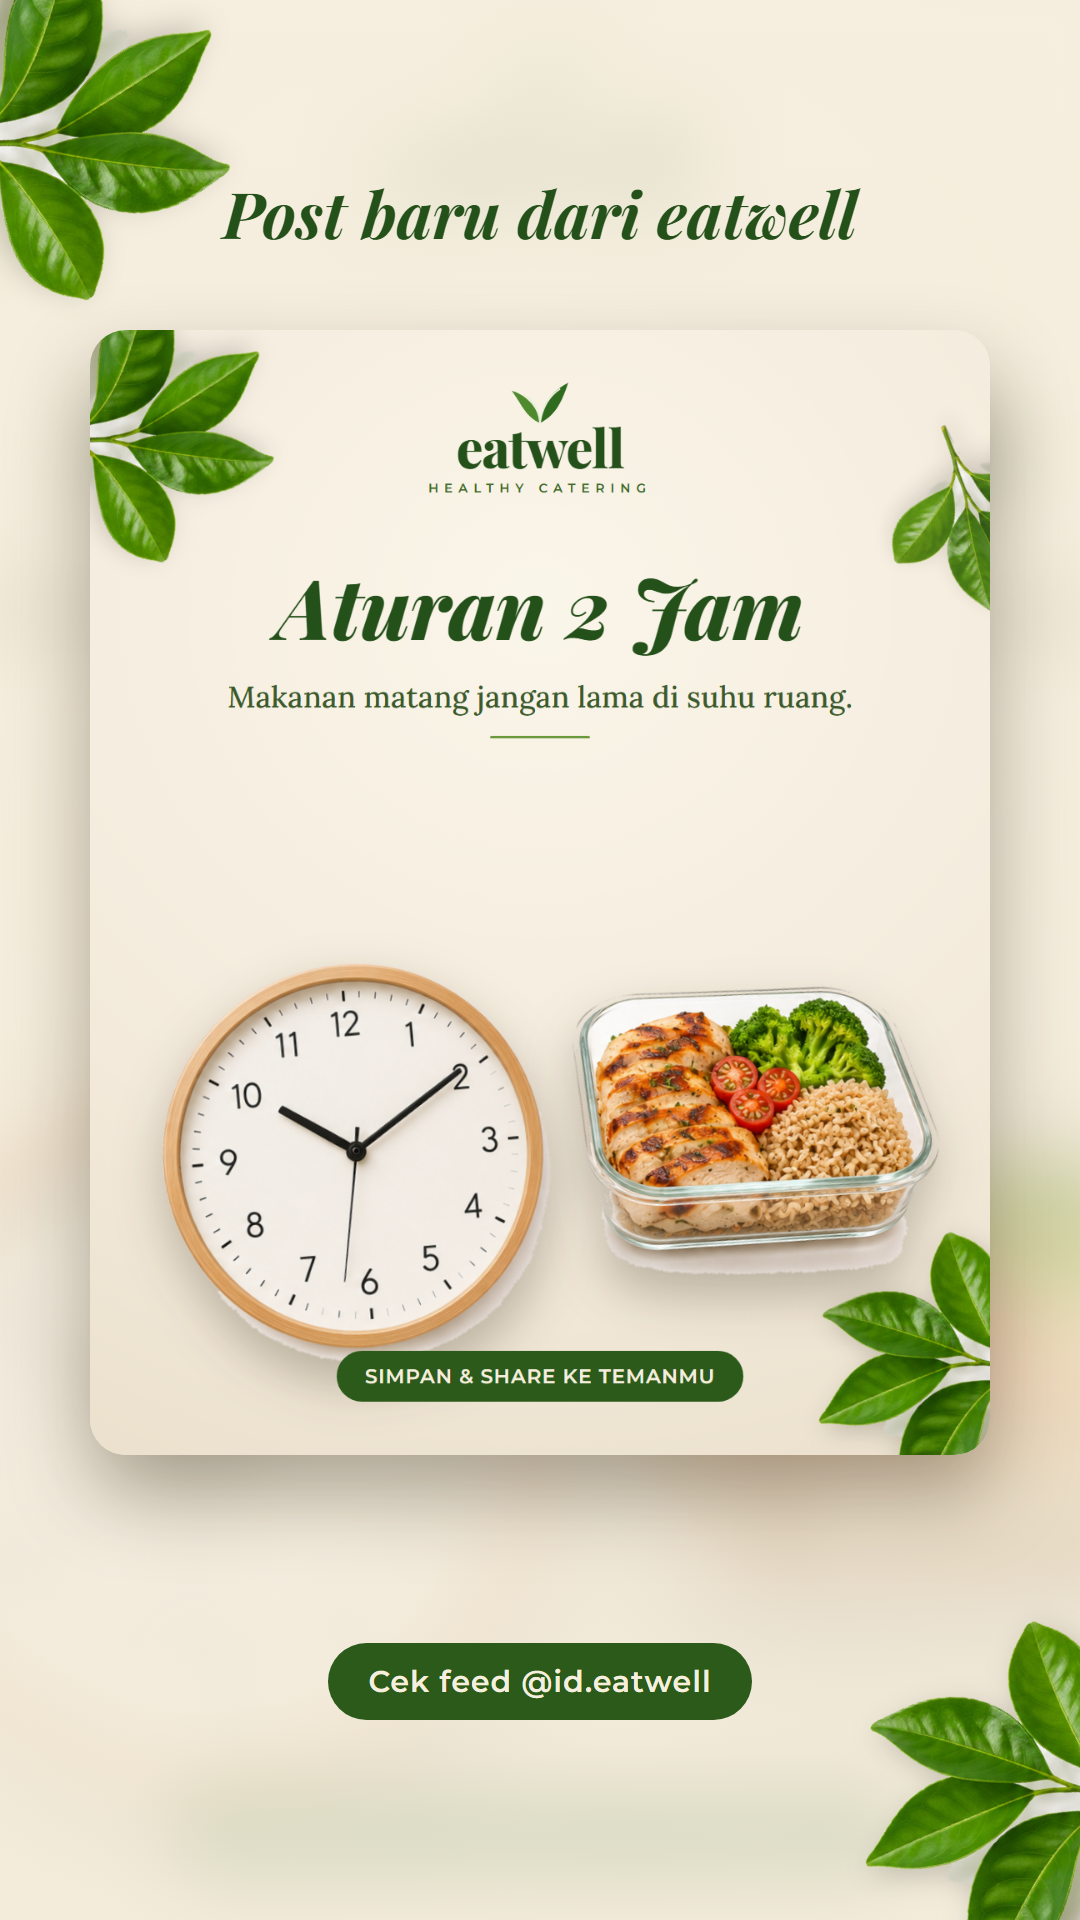 Post baru dari eatwell
eatwell
HEALTHY CATERING
Aturan 2 Jam
Makanan matang jangan lama di suhu ruang.
12
11
1
10
2
9
3
8
4
7
5
6
SIMPAN & SHARE KE TEMANMU
Cek feed @id.eatwell